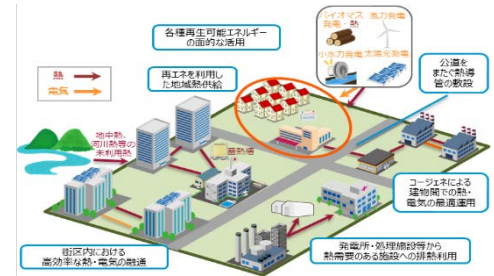 各種再生可能エネルギー
の面的な活用
バイオマス
発電・熱
風力発電
小水力発電
太陽光発電
熱
電気
再エネを利用し
た地域熱供給
公道を
またぐ熱導
管の敷設
地中熱、
河川熱等の
未利用熱
蓄熱槽
コージェネによる
建物間での熱・
電気の最適運用
街区内における
高効率な熱・電気の融通
発電所・処理施設等から
熱需要のある施設への排熱利用